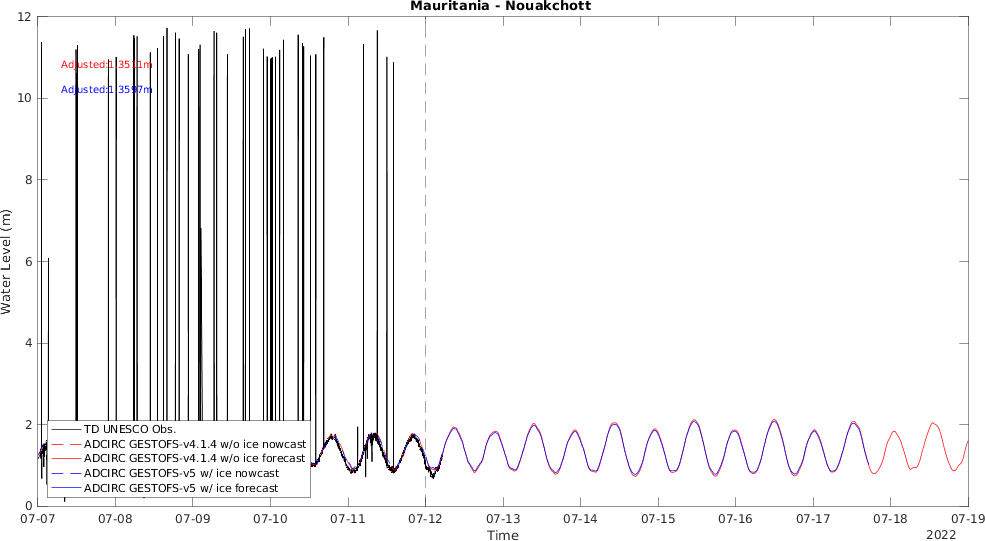 Mauritania - Nouakchott
Water Level (m)
12
10
8
6
4
2
0
Adjusted:1.3511m
Adjusted:1.3597m
TD UNESCO Obs.
ADCIRC GESTOFS-v4.1.4 w/o ice nowcast
ADCIRC GESTOFS-v4.1.4 w/o ice forecast
ADCIRC GESTOFS-v5 w/ ice nowcast
ADCIRC GESTOFS-v5 w/ ice forecast
07-07 07-08 07-09 07-10 07-11 07-12 07-13 07-14 07-15 07-16 07-17 07-18 07-19
Time
2022